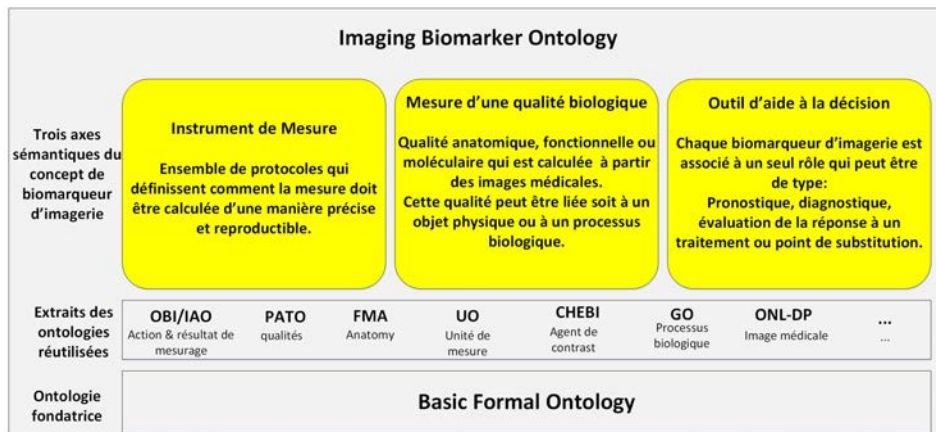 Imaging Biomarker Ontology
Trois axes
sémantiques du
concept de
biomarqueur
d'imagerie
Instrument de Mesure
Ensemble de protocoles qui
définissent comment la mesure doit
être calculée d'une manière précise
et reproductible.
Mesure d'une qualité biologique
Qualité anatomique, fonctionnelle ou
moléculaire qui est calculée à partir
des images médicales.
Cette qualité peut être liée soit à un
objet physique ou à un processus
biologique.
Outil d'aide à la décision
Chaque biomarqueur d'imagerie est
associé à un seul rôle qui peut être
de type:
Pronostique, diagnostique,
évaluation de la réponse à un
traitement ou point de substitution.
Extraits des
ontologies
réutilisées
OBI/IAO
Action & résultat de
mesurage
PATO
qualités
FMA
Anatomy
UO
Unité de
mesure
CHEBI
Agent de
contrast
GO
Processus
biologique
ONL-DP
Image médicale
...
...
Ontologie
fondatrice
Basic Formal Ontology